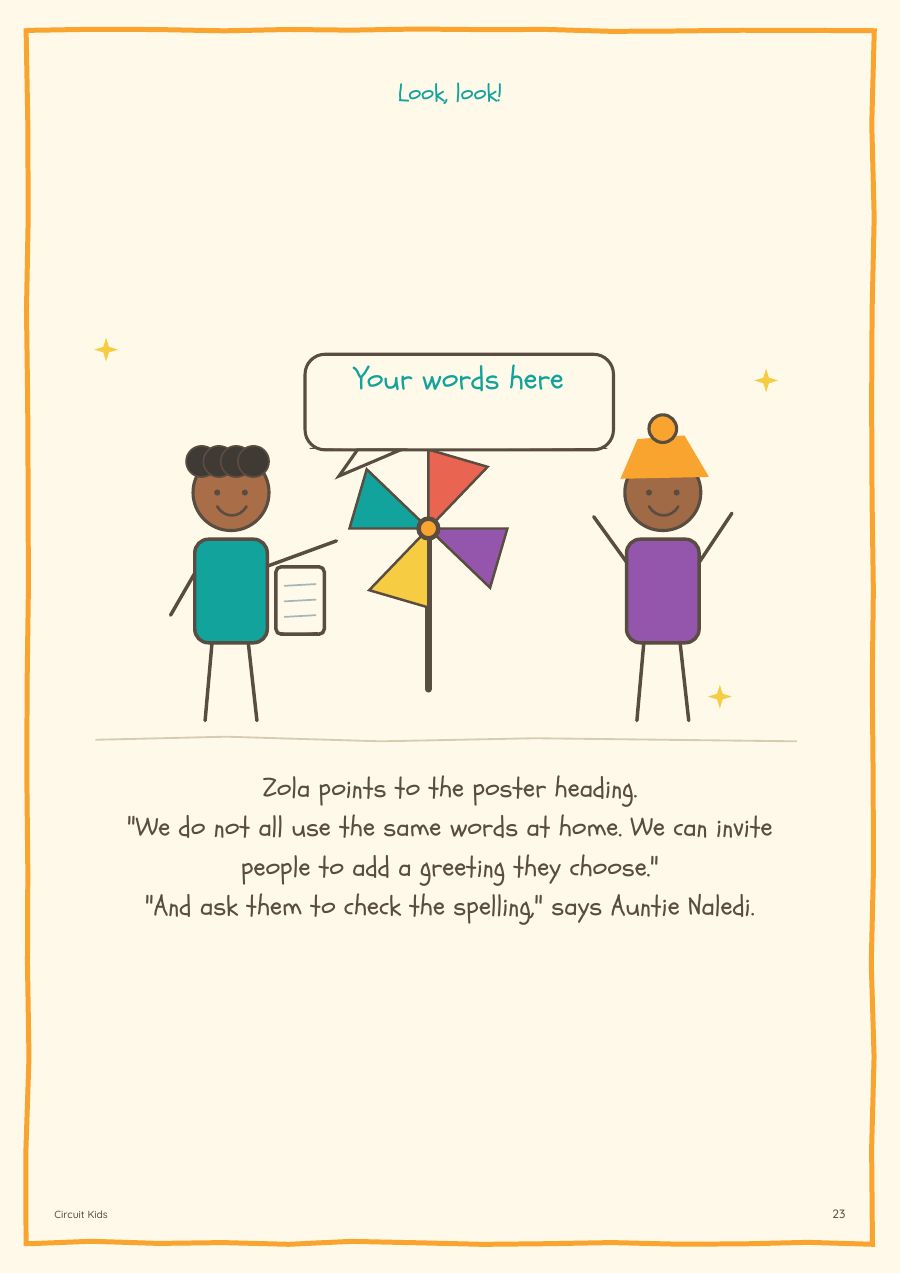 Look, look!
Your words here
Zola points to the poster heading.
"We do not all use the same words at home. We can invite
people to add a greeting they choose."
"And ask them to check the spelling," says Auntie Naledi.
Circuit Kids
23